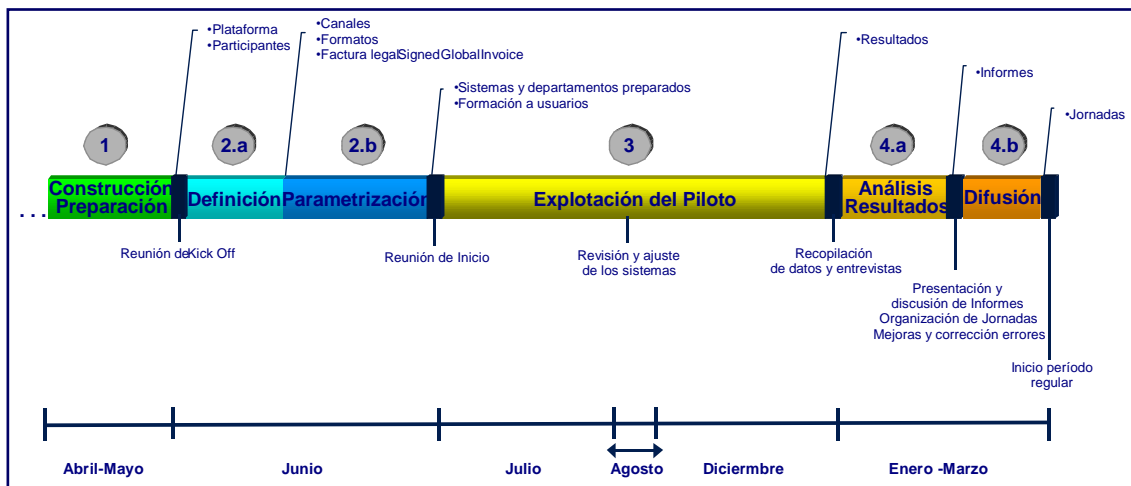 •Plataforma
•Participantes
•Canales
•Formatos
•Factura legalSignedGlobalInvoice
•Sistemas y departamentos preparados
•Formación a usuarios
•Resultados
•Informes
•Jornadas
1
2.a
2.b
3
4.a
4.b
...
Construcción
Preparación
Definición
Parametrización
Explotación del Piloto
Análisis
Resultados
Difusión
Reunión de Kick Off
Reunión de Inicio
Revisión y ajuste
de los sistemas
Recopilación
de datos y entrevistas
Presentación y
discusión de Informes
Organización de Jornadas
Mejoras y corrección errores
Inicio período
regular
Abril-Mayo
Junio
Julio
Agosto
Diciermbre
Enero -Marzo